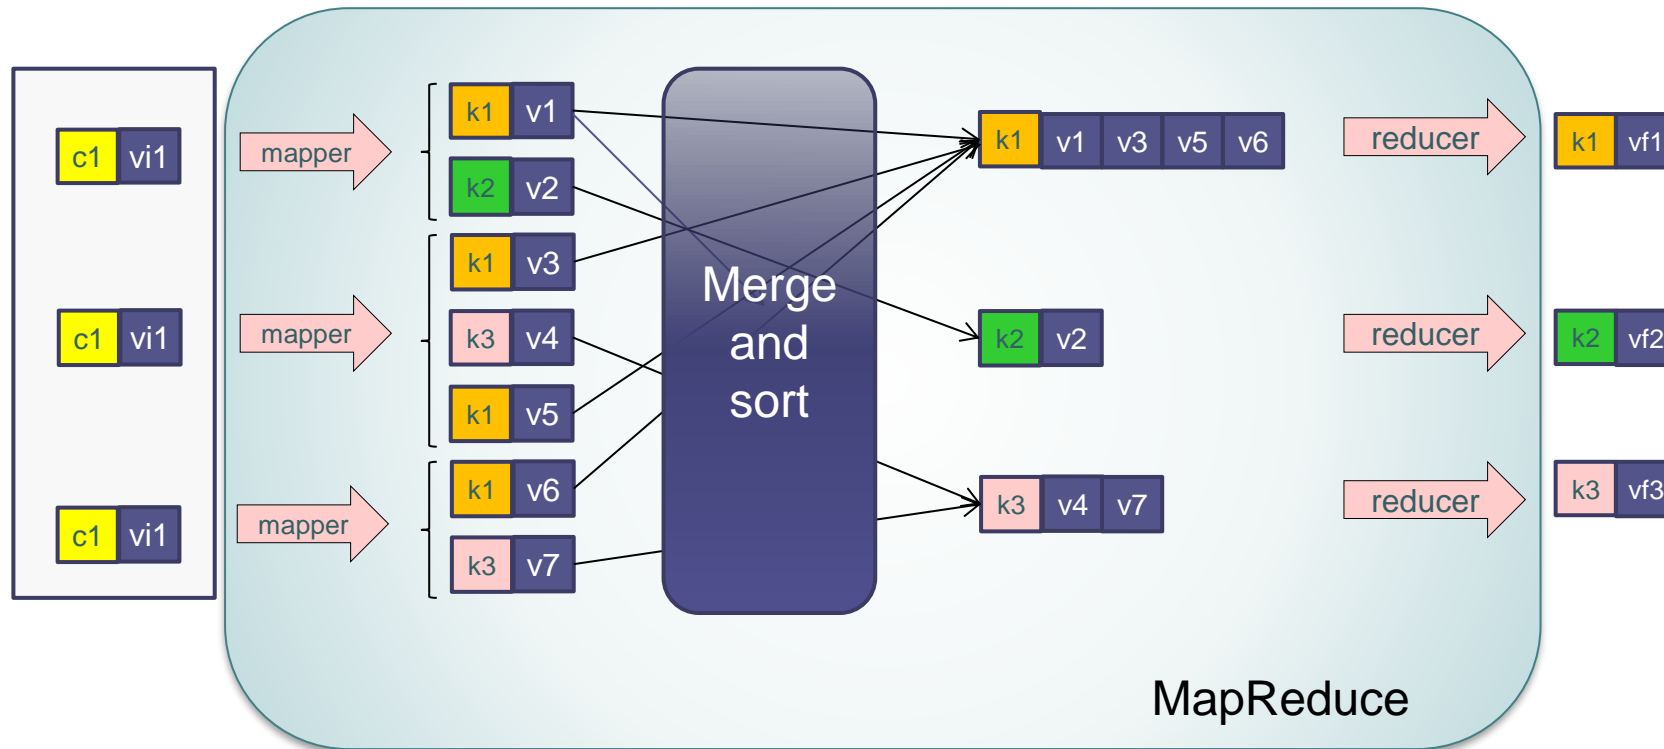 c1 vi1
mapper
k1 v1
k2 v2
k1 v1 v3 v5 v6
reducer
k1 vf1
c1 vi1
mapper
k1 v3
k3 v4
k1 v5
Merge
and
sort
k2 v2
reducer
k2 vf2
c1 vi1
mapper
k1 v6
k3 v7
k3 v4 v7
reducer
k3 vf3
MapReduce